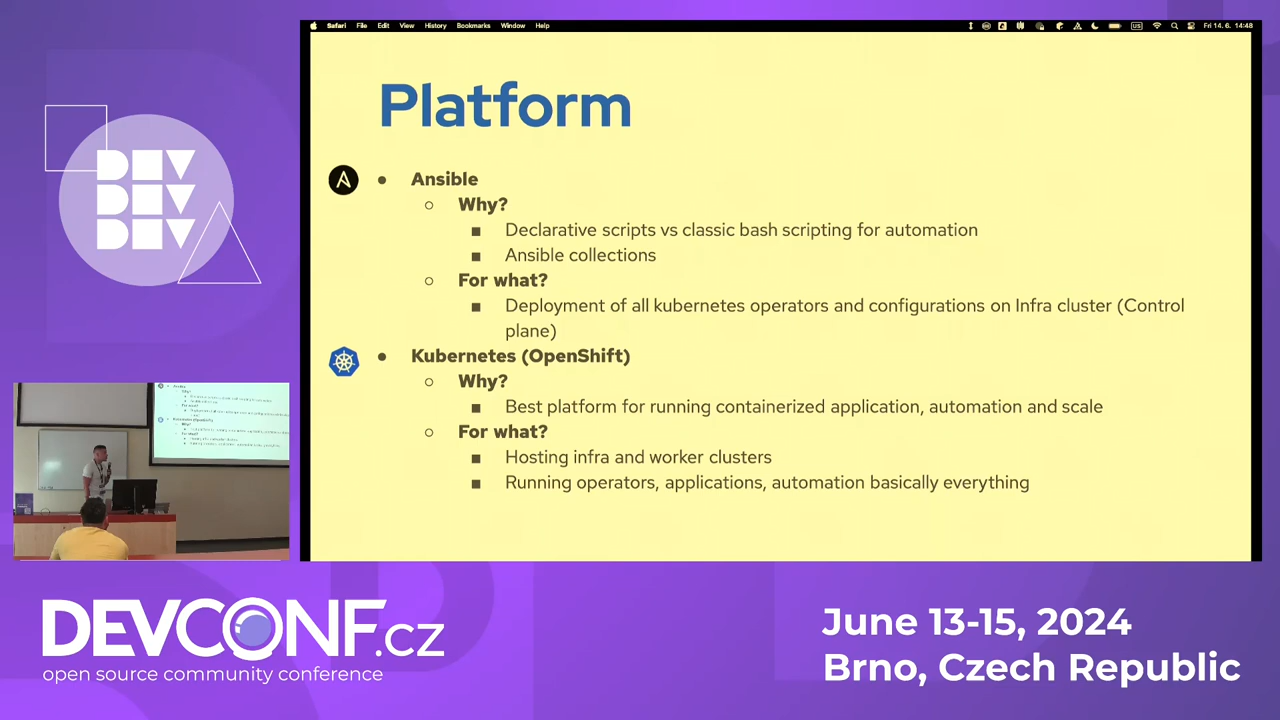 Safari File Edit View History Bookmarks Window Help
US
Fri 14. 6. 14:48
Platform
Ansible
Why?
Declarative scripts vs classic bash scripting for automation
Ansible collections
For what?
Deployment of all kubernetes operators and configurations on Infra cluster (Control
plane)
Kubernetes (OpenShift)
Why?
Best platform for running containerized application, automation and scale
For what?
Hosting infra and worker clusters
Running operators, applications, automation basically everything
DEV
DEV
DEV
DEVCONF.cz
open source community conference
June 13-15, 2024
Brno, Czech Republic